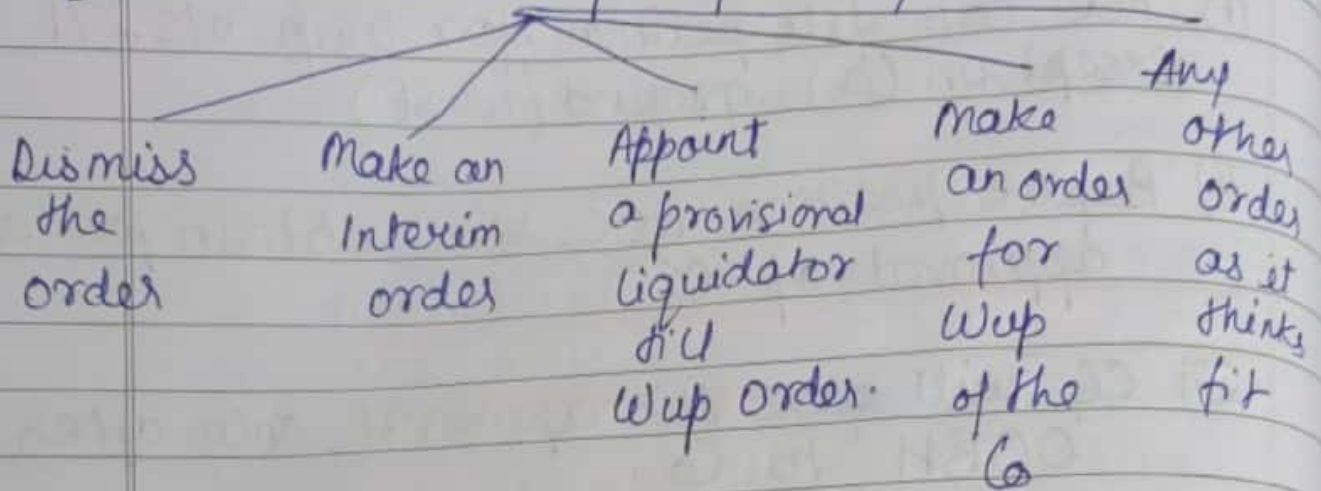 Dismiss
the
order
Make an
Interim
order
Appoint
a provisional
liquidator
till
Wup order.
Make
an order
for
Wup
of the
Co
Any
other
order
as it
thinks
fit